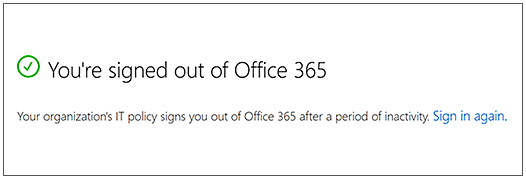 You're signed out of Office 365
Your organization's IT policy signs you out of Office 365 after a period of inactivity. Sign in again.